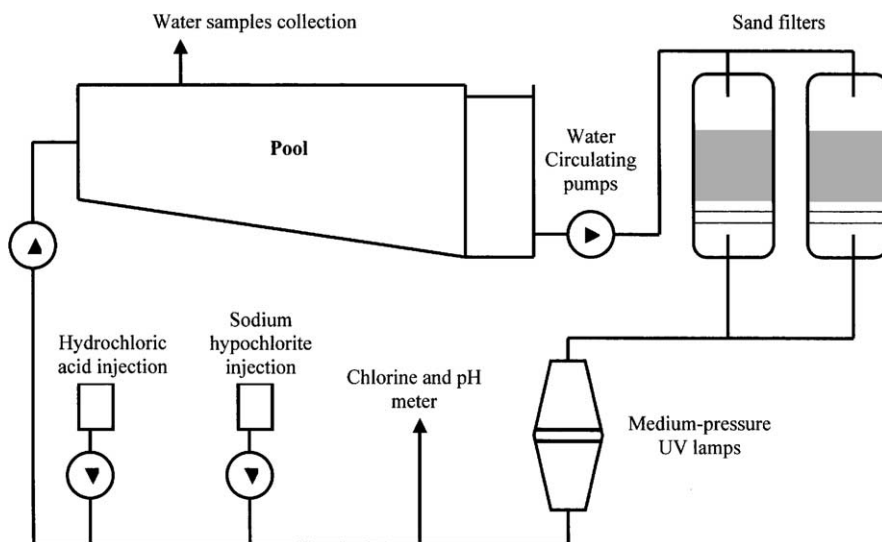 Water samples collection
Sand filters
Pool
Water
Circulating
pumps
Hydrochloric
acid injection
Sodium
hypochlorite
injection
Chlorine and pH
meter
Medium-pressure
UV lamps